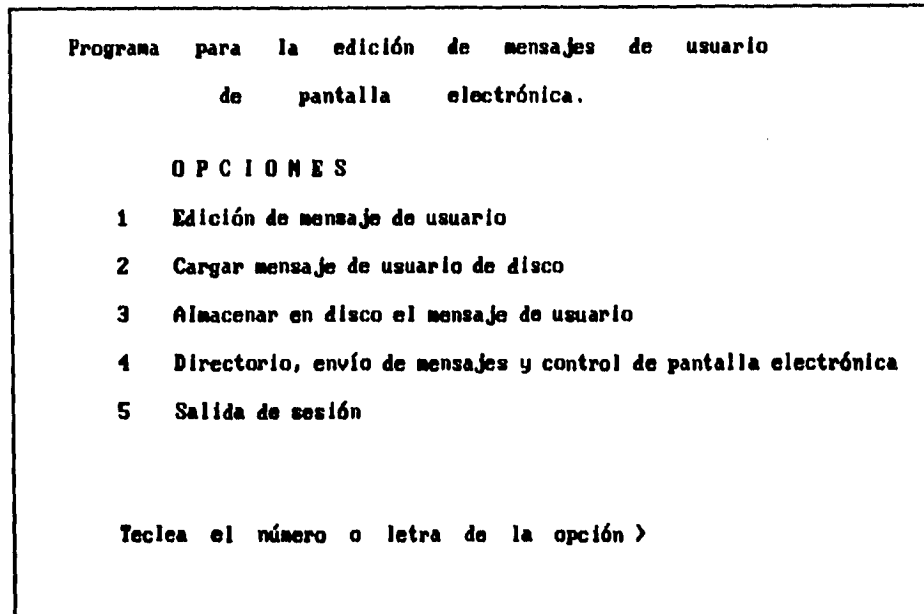 Programa para la edición de mensajes de usuario
de pantalla electrónica.
O P C I O N E S
1 Edición de mensaje de usuario
2 Cargar mensaje de usuario de disco
3 Almacenar en disco el mensaje de usuario
4 Directorio, envío de mensajes y control de pantalla electrónica
5 Salida de sesión
Teclea el número o letra de la opción >